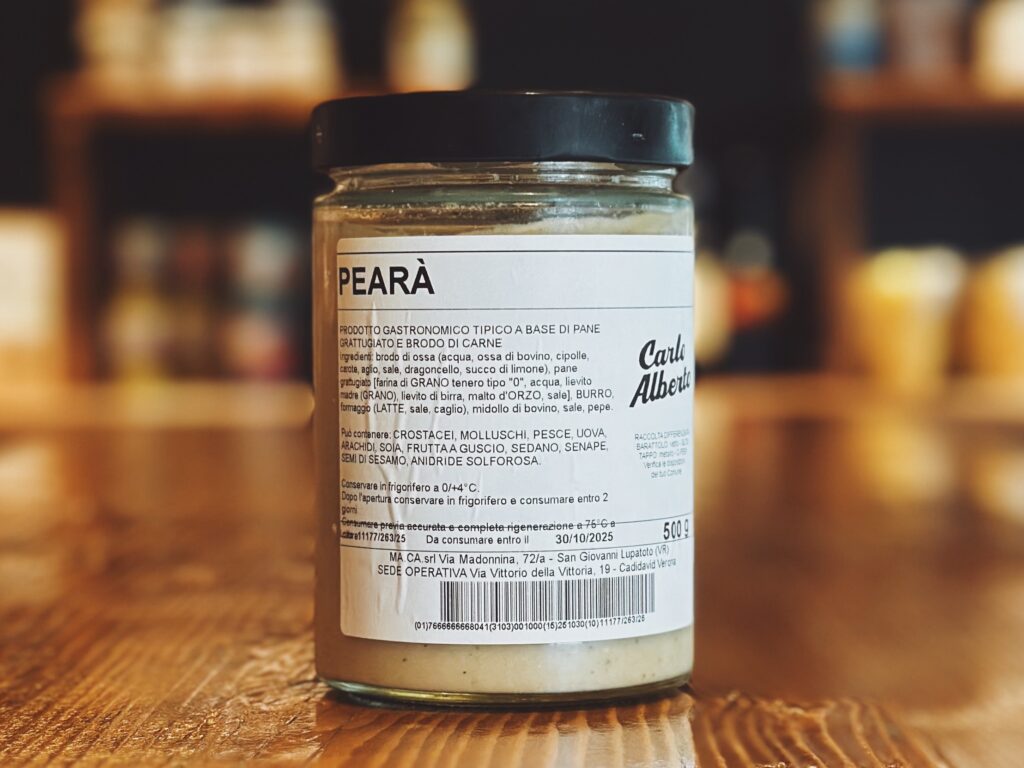 PEARÀ
PRODOTTO GASTRONOMICO TIPICO A BASE DI PANE
GRATTUGIATO E BRODO DI CARNE
Ingredienti: brodo di ossa (acqua, ossa di bovino, cipolle,
carote, aglio, sale, dragoncello, succo di limone), pane
grattugiato [farina di GRANO tenero tipo "0", acqua, lievito
madre (GRANO), lievito di birra, malto d'ORZO, sale], BURRO,
formaggio (LATTE, sale, caglio), midollo di bovino, sale, pepe.
Può contenere: CROSTACEI, MOLLUSCHI, PESCE, UOVA,
ARACHIDI, SOIA, FRUTTA A GUSCIO, SEDANO, SENAPE,
SEMI DI SESAMO, ANIDRIDE SOLFOROSA.
Conservare in frigorifero a 0/+4°C.
Dopo l'apertura conservare in frigorifero e consumare entro 2
giorni
Consumare previa accurata e completa rigenerazione a 75°C a
11177/263/25 Da consumare entro il 30/10/2025
Carlo
Alberto
RACCOLTA
BARATTOLO: vetro
TAPPO: metallo
Verifica le disposizioni
del tuo Comune
500 g
MA.CA.srl Via Madonnina, 72/a - San Giovanni Lupatoto (VR)
SEDE OPERATIVA Via Vittorio della Vittoria, 19 - Cadidavid Verona
(01)7666666668041(3103)001000(15)251030(10)11177/263/25